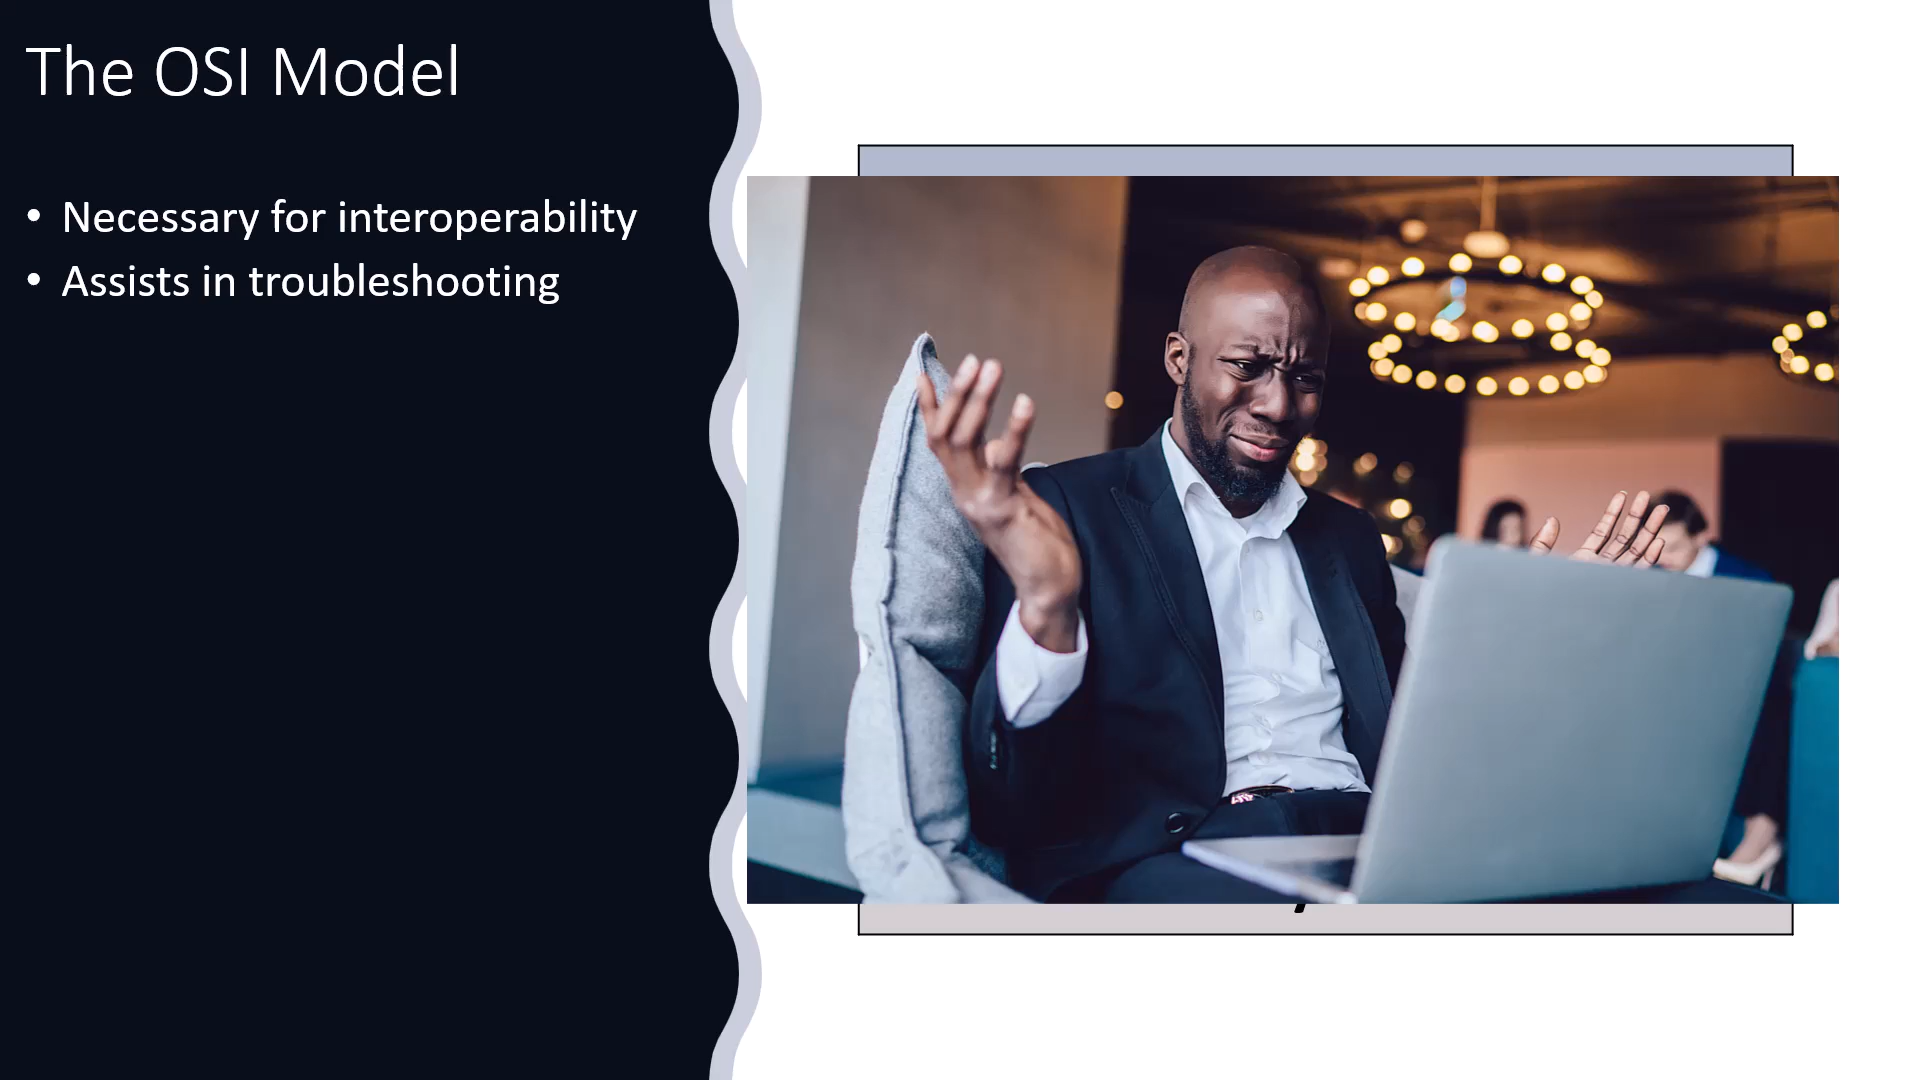 The OSI Model
• Necessary for interoperability
• Assists in troubleshooting